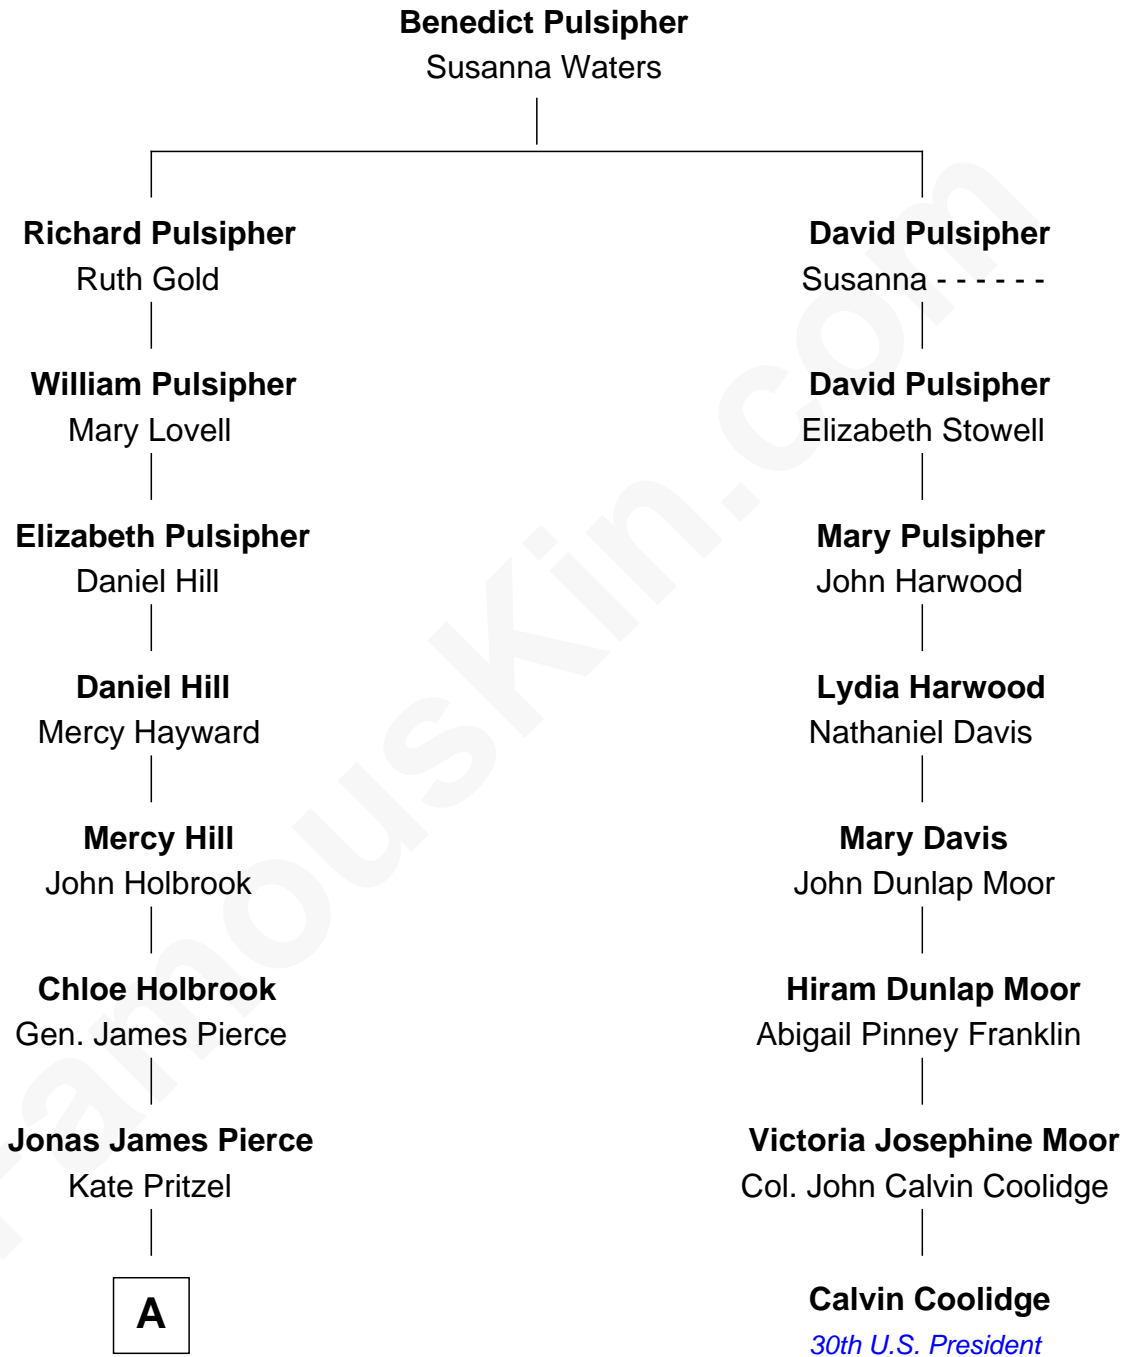 Benedict Pulsipher
Susanna Waters
Richard Pulsipher
Ruth Gold
David Pulsipher
Susanna - - - - - -
William Pulsipher
Mary Lovell
David Pulsipher
Elizabeth Stowell
Elizabeth Pulsipher
Daniel Hill
Mary Pulsipher
John Harwood
Daniel Hill
Mercy Hayward
Lydia Harwood
Nathaniel Davis
Mercy Hill
John Holbrook
Mary Davis
John Dunlap Moor
Chloe Holbrook
Gen. James Pierce
Hiram Dunlap Moor
Abigail Pinney Franklin
Jonas James Pierce
Kate Pritzel
Victoria Josephine Moor
Col. John Calvin Coolidge
A
Calvin Coolidge
30th U.S. President
FamousKin.com